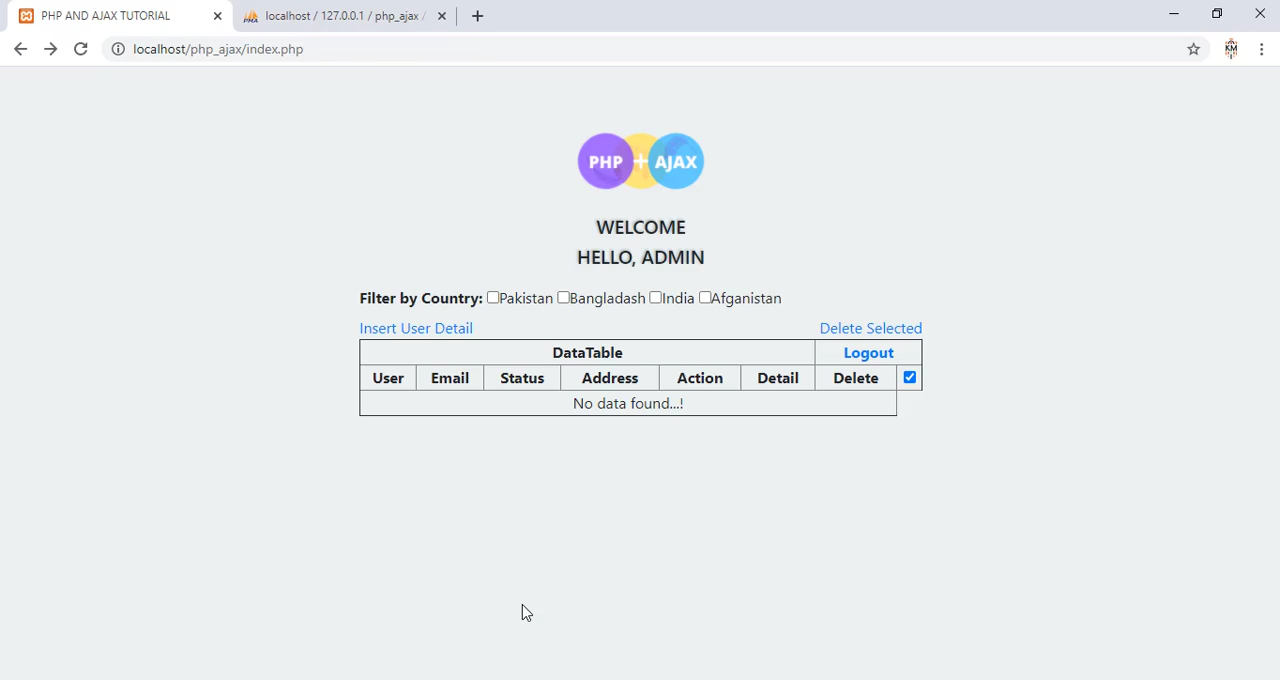 PHP AND AJAX TUTORIAL
localhost / 127.0.0.1 / php_ajax /
localhost/php_ajax/index.php
KM
PHP + AJAX
WELCOME
HELLO, ADMIN
Filter by Country: Pakistan Bangladash India Afganistan
Insert User Detail Delete Selected
DataTable Logout
User Email Status Address Action Detail Delete
No data found...!